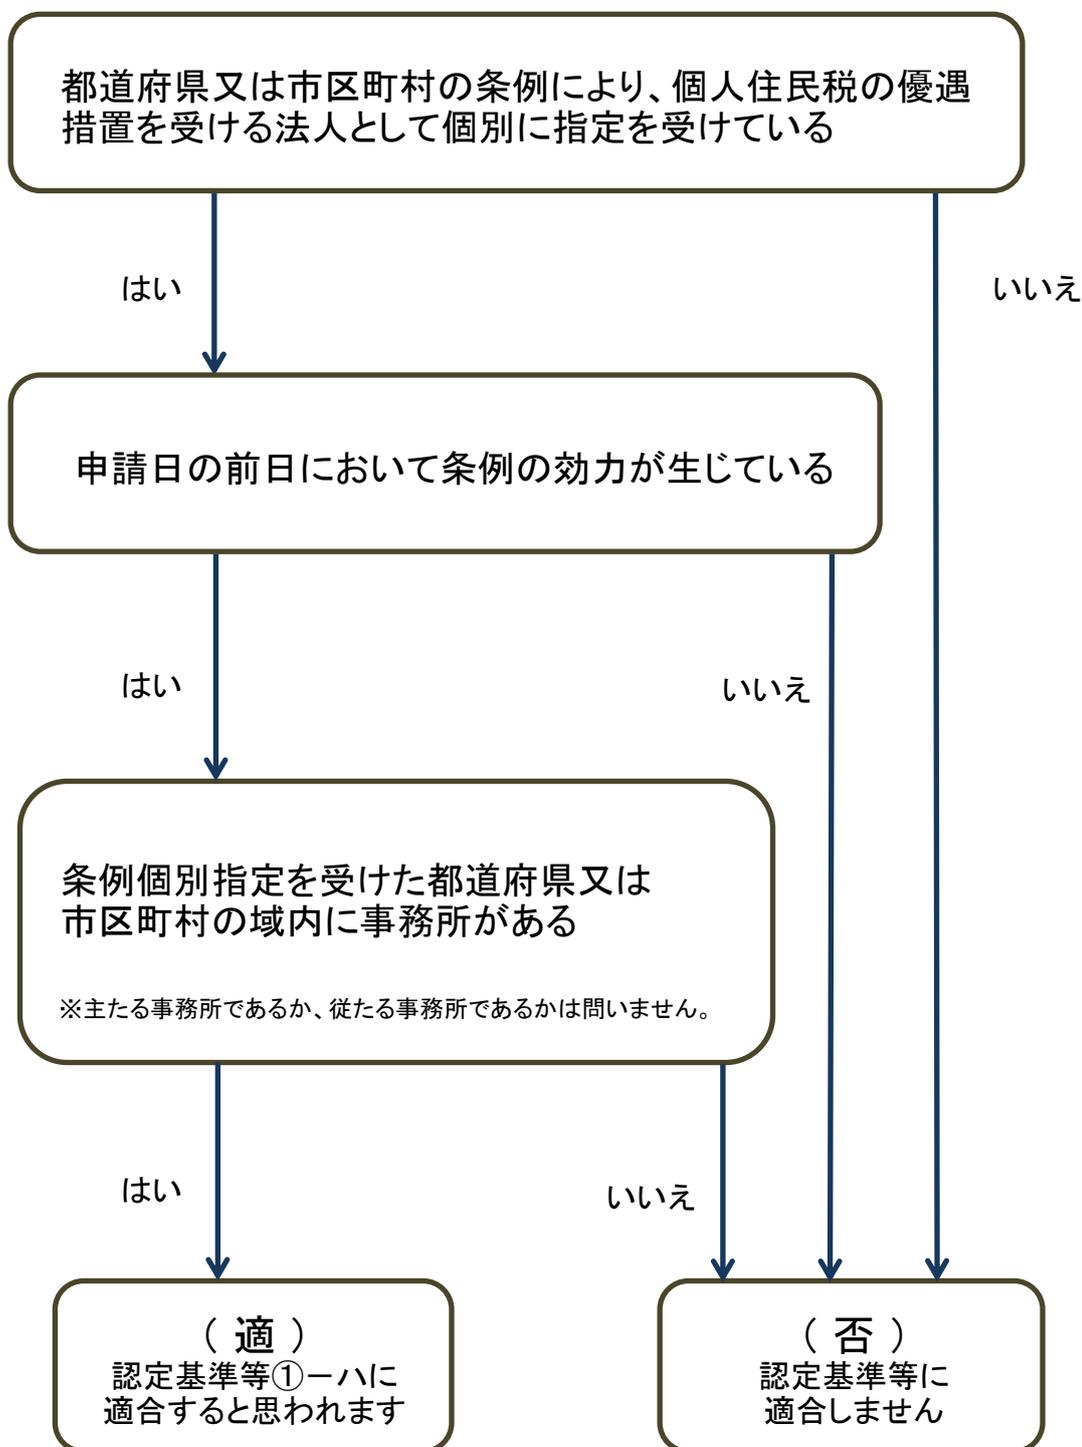 都道府県又は市区町村の条例により、個人住民税の優遇
措置を受ける法人として個別に指定を受けている
はい
いいえ
申請日の前日において条例の効力が生じている
はい
いいえ
条例個別指定を受けた都道府県又は
市区町村の域内に事務所がある
※主たる事務所であるか、従たる事務所であるかは問いません。
はい
いいえ
（ 適 ）
認定基準等①－ハに
適合すると思われます
（ 否 ）
認定基準等に
適合しません